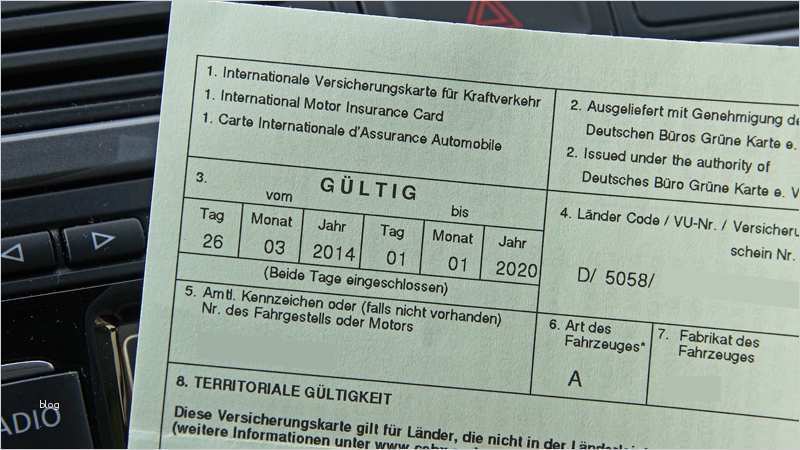 1. Internationale Versicherungskarte für Kraftverkehr
1. International Motor Insurance Card
1. Carte Internationale d'Assurance Automobile
2. Ausgeliefert mit Genehmigung
Deutschen Büros Grüne Karte e.
2. Issued under the authority of
Deutsches Büro Grüne Karte e. V
3. GÜLTIG
vom bis
Tag Monat Jahr Tag Monat Jahr
26 03 2014 01 01 2020
(Beide Tage eingeschlossen)
4. Länder Code / VU-Nr. /
schein Nr.
D/ 5058/
5. Amtl. Kennzeichen oder (falls nicht vorhanden)
Nr. des Fahrgestells oder Motors
6. Art des
Fahrzeuges*
A
7. Fabrikat des
Fahrzeuges
8. TERRITORIALE GÜLTIGKEIT
Diese Versicherungskarte gilt für Länder, die nicht in der
(weitere Informationen unter
blog
ADIO